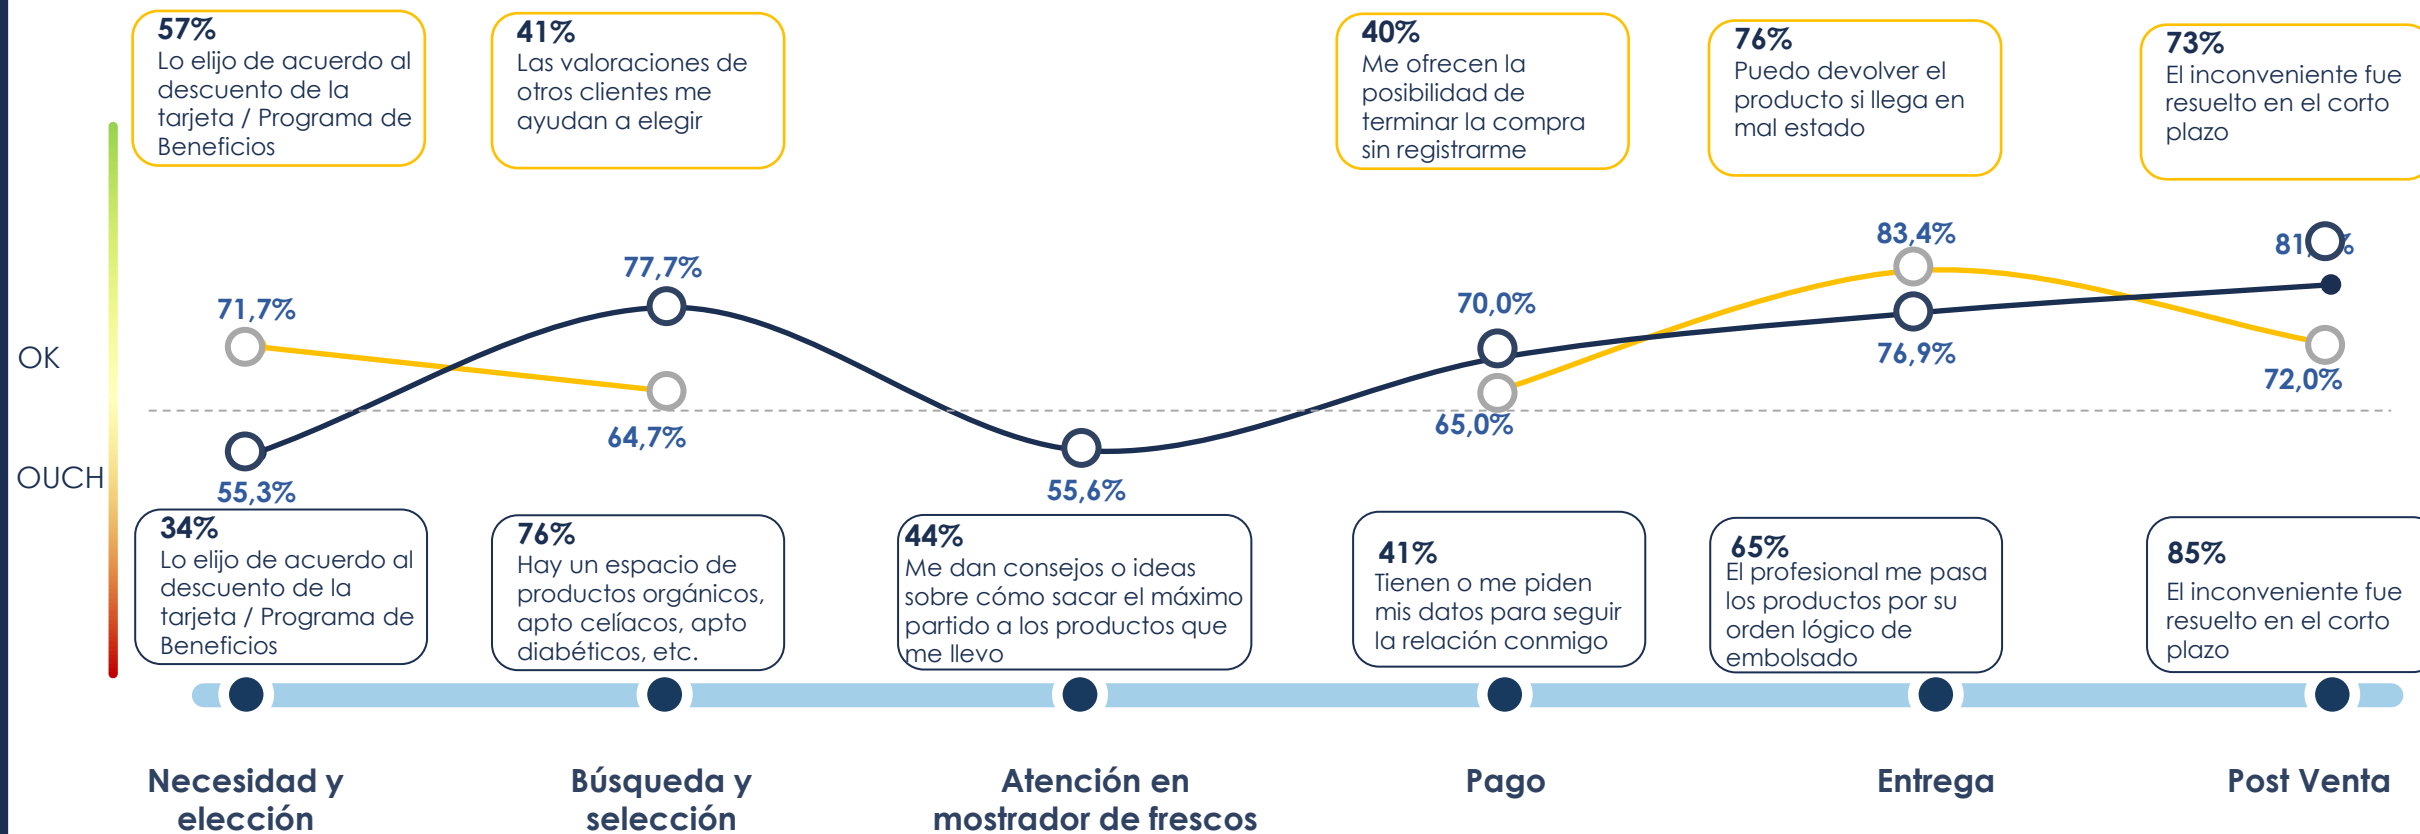 57%
Lo elijo de acuerdo al
descuento de la
tarjeta / Programa de
Beneficios
41%
Las valoraciones de
otros clientes me
ayudan a elegir
40%
Me ofrecen la
posibilidad de
terminar la compra
sin registrarme
76%
Puedo devolver el
producto si llega en
mal estado
73%
El inconveniente fue
resuelto en el corto
plazo
OK
OUCH
71,7%
77,7%
70,0%
83,4%
55,3%
64,7%
55,6%
65,0%
76,9%
72,0%
34%
Lo elijo de acuerdo al
descuento de la
tarjeta / Programa de
Beneficios
76%
Hay un espacio de
productos orgánicos,
apto celíacos, apto
diabéticos, etc.
44%
Me dan consejos o ideas
sobre cómo sacar el máximo
partido a los productos que
me llevo
41%
Tienen o me piden
mis datos para seguir
la relación conmigo
65%
El profesional me pasa
los productos por su
orden lógico de
embolsado
85%
El inconveniente fue
resuelto en el corto
plazo
Necesidad y
elección
Búsqueda y
selección
Atención en
mostrador de frescos
Pago
Entrega
Post Venta